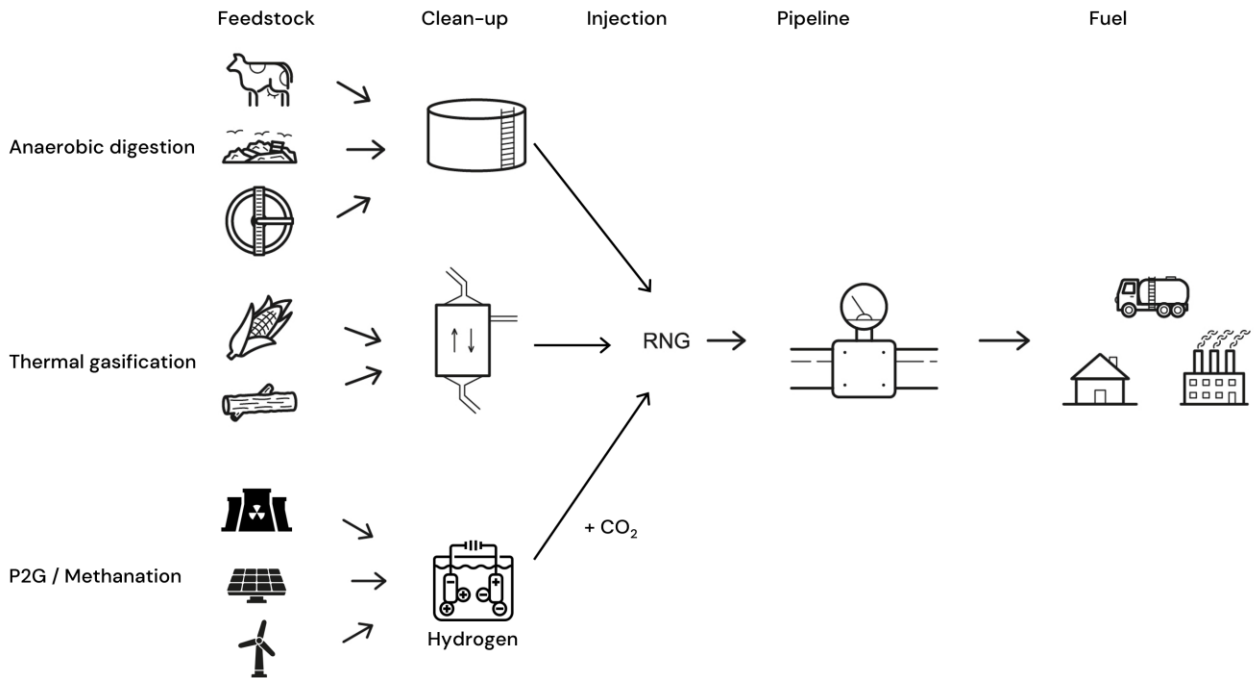 Feedstock
Clean-up
Injection
Pipeline
Fuel
Anaerobic digestion
Thermal gasification
RNG
P2G / Methanation
+ CO₂
Hydrogen